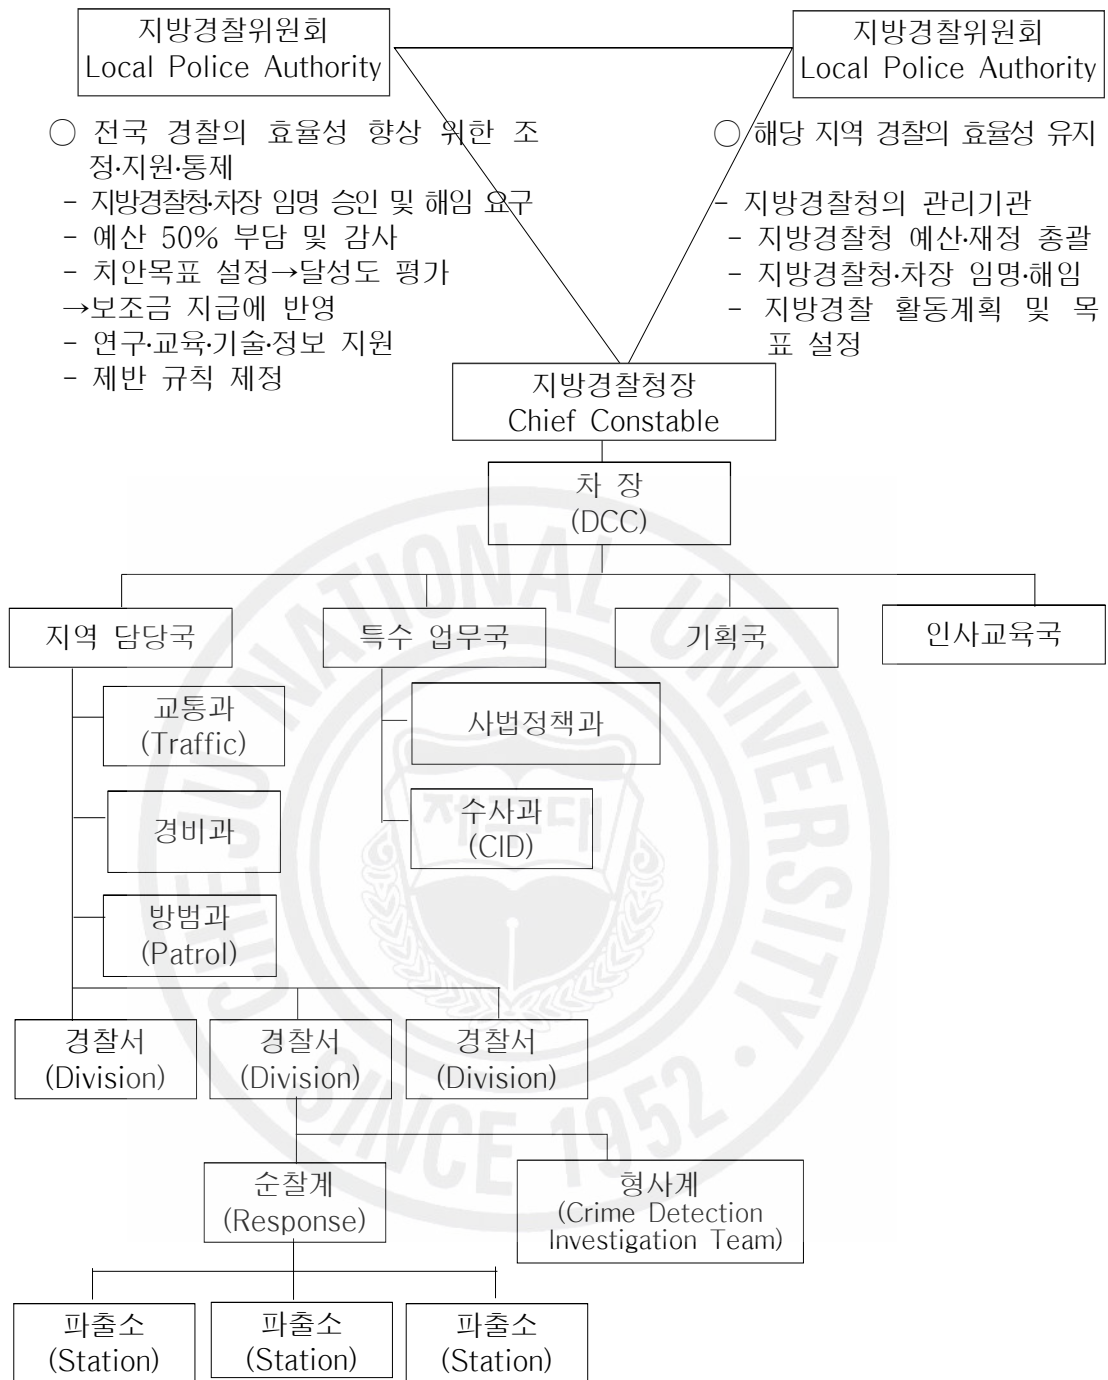 지방경찰위원회
Local Police Authority
지방경찰위원회
Local Police Authority
○ 전국 경찰의 효율성 향상 위한 조
정·지원·통제
- 지방경찰청·차장 임명 승인 및 해임 요구
- 예산 50% 부담 및 감사
- 치안목표 설정→달성도 평가
→보조금 지급에 반영
- 연구·교육·기술·정보 지원
- 제반 규칙 제정
○ 해당 지역 경찰의 효율성 유지
- 지방경찰청의 관리기관
- 지방경찰청 예산·재정 총괄
- 지방경찰청·차장 임명·해임
- 지방경찰 활동계획 및 목
표 설정
지방경찰청장
Chief Constable
차 장
(DCC)
지역 담당국
특수 업무국
기획국
인사교육국
교통과
(Traffic)
사법정책과
경비과
수사과
(CID)
방범과
(Patrol)
경찰서
(Division)
경찰서
(Division)
경찰서
(Division)
순찰계
(Response)
형사계
(Crime Detection
Investigation Team)
파출소
(Station)
파출소
(Station)
파출소
(Station)
CHEJU NATIONAL UNIVERSITY
SINCE 1952